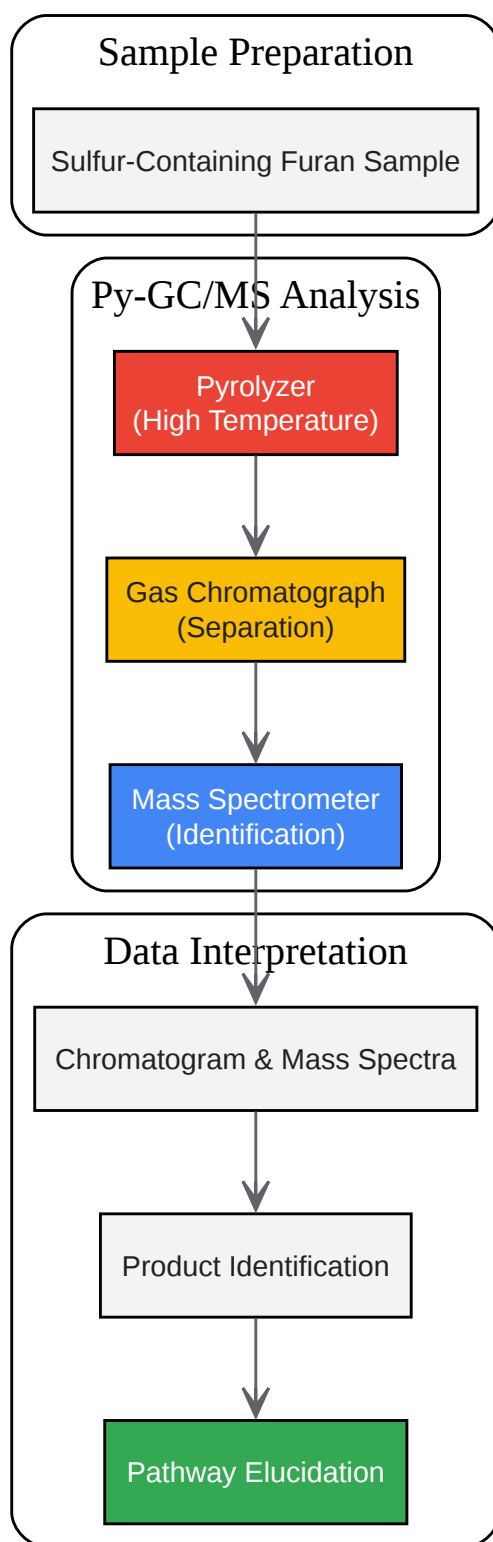 Sample Preparation
Sulfur-Containing Furan Sample
Py-GC/MS Analysis
Pyrolyzer
(High Temperature)
Gas Chromatograph
(Separation)
Mass Spectrometer
(Identification)
Data Interpretation
Chromatogram & Mass Spectra
Product Identification
Pathway Elucidation